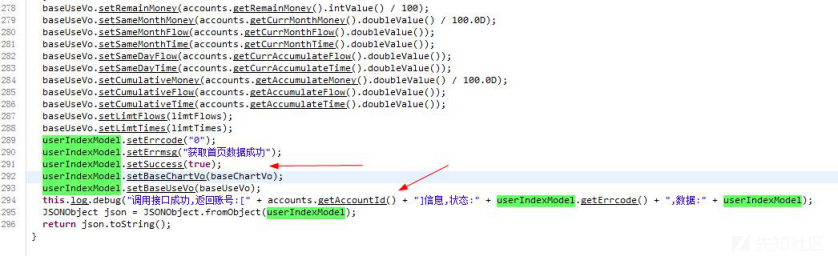 278 baseUseVo.setRemainMoney(accounts.getRemainMoney().intValue() / 100);
279 baseUseVo.setSameMonthMoney(accounts.getCurrMonthMoney().doubleValue() / 100.0D);
280 baseUseVo.setSameMonthFlow(accounts.getCurrMonthFlow().doubleValue());
281 baseUseVo.setSameMonthTime(accounts.getCurrMonthTime().doubleValue());
282 baseUseVo.setSameDayFlow(accounts.getCurrAccumulateFlow().doubleValue());
283 baseUseVo.setSameDayTime(accounts.getCurrAccumulateTime().doubleValue());
284 baseUseVo.setCumulativeMoney(accounts.getAccumulateMoney().doubleValue() / 100.0D);
285 baseUseVo.setCumulativeFlow(accounts.getAccumulateFlow().doubleValue());
286 baseUseVo.setCumulativeTime(accounts.getAccumulateTime().doubleValue());
287 baseUseVo.setLimtFlows(limtFlows);
288 baseUseVo.setLimtTimes(limtTimes);
289 userIndexModel.setErrcode("0");
290 userIndexModel.setErrmsg("获取首页数据成功");
291 userIndexModel.setSuccess(true);
292 userIndexModel.setBaseChartVo(baseChartVo);
293 userIndexModel.setBaseUseVo(baseUseVo);
294 this.log.debug("调用接口成功,返回账号:[" + accounts.getAccountId() + "]信息,状态:" + userIndexModel.getErrcode() + ",数据:" + userIndexModel);
295 JSONObject json = JSONObject.fromObject(userIndexModel);
296 return json.toString();
}
先知社区